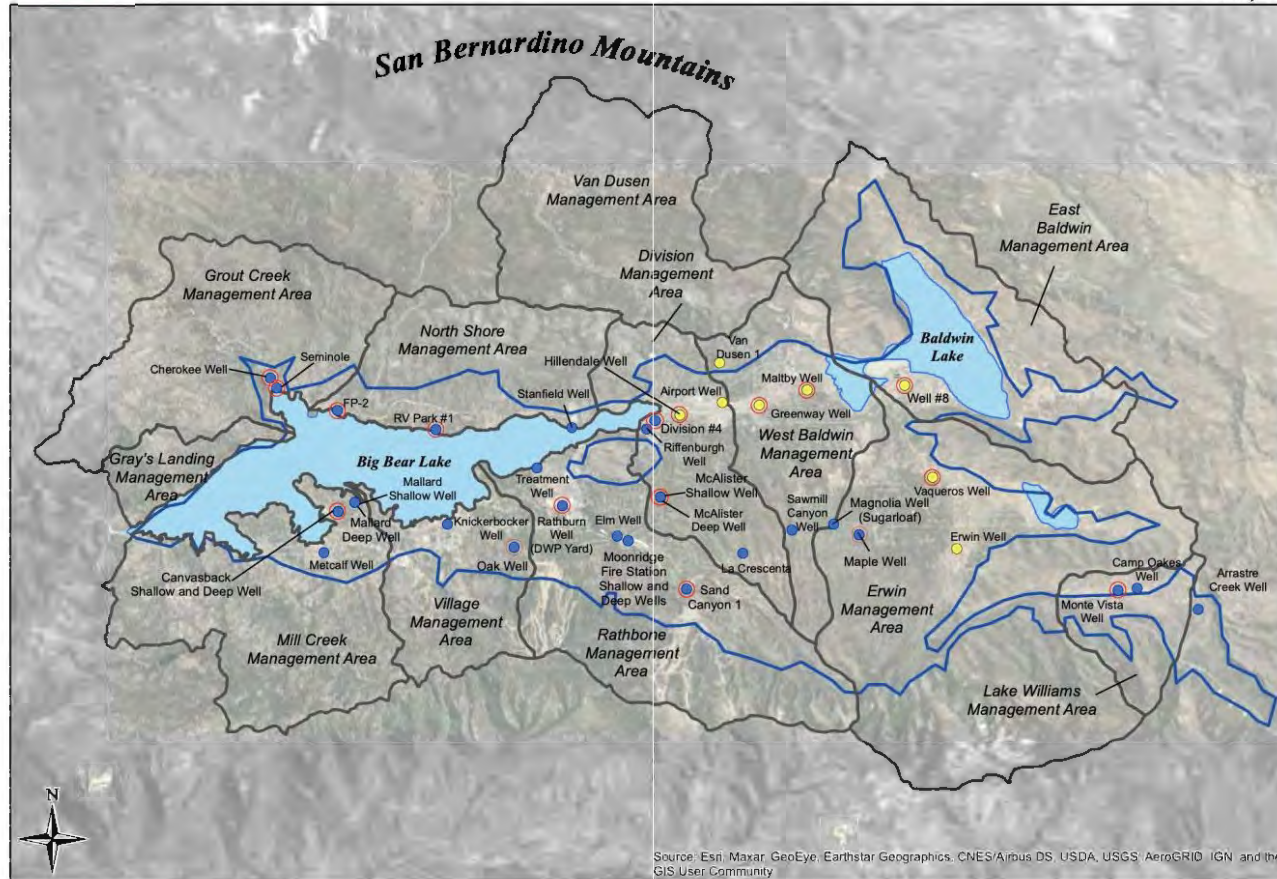 San Bernardino Mountains
Van Dusen
Management Area
East
Baldwin
Management Area
Division
Management
Area
Grout Creek
Management Area
North Shore
Management Area
Baldwin
Lake
Van
Dusen 1
Hillendale Well
Seminole
Cherokee Well
Maltby Well
Airport Well
Stanfield Well
Well #8
FP-2
Greenway Well
RV Park #1
Division #4
Gray's Landing
Management
Area
West Baldwin
Management
Area
Riffenburgh
Well
Big Bear Lake
McAlister
Shallow Well
Mallard
Shallow Well
Treatment
Well
Vaqueros Well
McAlister
Deep Well
Sawmill
Canyon
Well
Magnolia Well
(Sugarloaf)
Mallard
Deep Well
Knickerbocker
Well
Rathburn
Well
(DWP Yard)
Elm Well
Erwin Well
Maple Well
Metcalf Well
Oak Well
Moonridge
Fire Station
Shallow and
Deep Wells
La Crescenta
Camp Oakes
Well
Arrastre
Creek Well
Canvasback
Shallow and Deep Well
Sand
Canyon 1
Monte Vista
Well
Erwin
Management
Area
Village
Management
Area
Mill Creek
Management Area
Rathbone
Management
Area
Lake Williams
Management Area
N
Source: Esri, Maxar, GeoEye, Earthstar Geographics, CNES/Airbus DS, USDA, USGS, AeroGRID, IGN, and the
GIS User Community